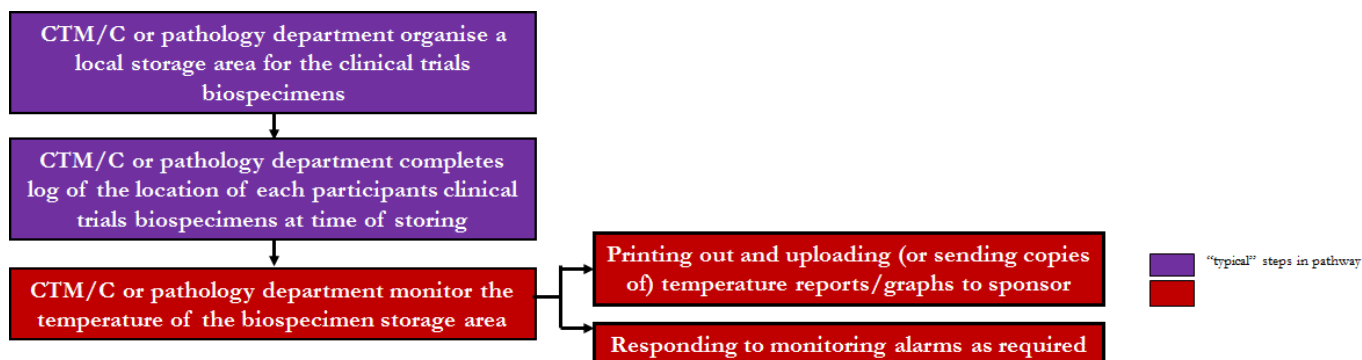 CTM/C or pathology department organise a
local storage area for the clinical trials
biospecimens
CTM/C or pathology department completes
log of the location of each participants clinical
trials biospecimens at time of storing
CTM/C or pathology department monitor the
temperature of the biospecimen storage area
Printing out and uploading (or sending copies
of) temperature reports/graphs to sponsor
Responding to monitoring alarms as required
“typical” steps in pathway